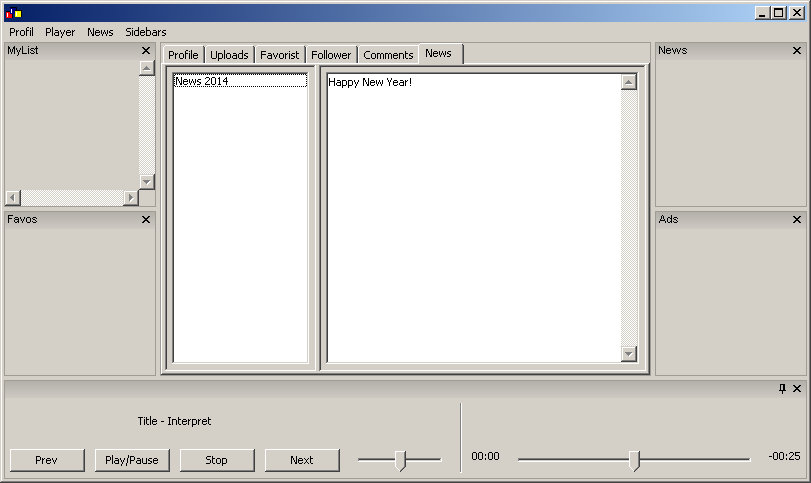 Profil Player News Sidebars
MyList
Profile Uploads Favorist Follower Comments News
News
News 2014
Happy New Year!
Favos
Ads
Title - Interpret
Prev Play/Pause Stop Next
00:00
-00:25